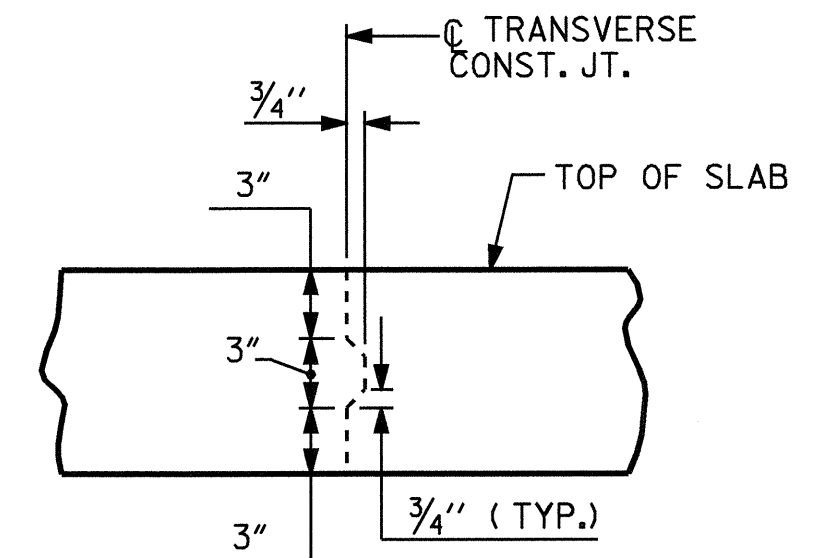 ℄ TRANSVERSE
CONST. JT.
3/4"
TOP OF SLAB
3"
3"
3/4" (TYP.)
3"